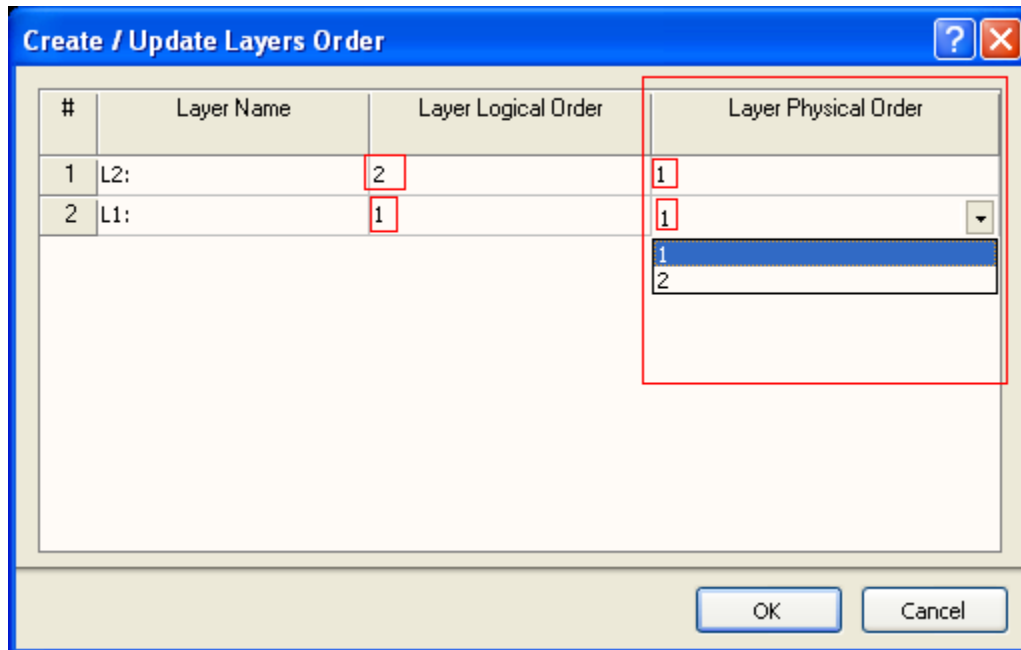 Create / Update Layers Order
?
# Layer Name Layer Logical Order Layer Physical Order
1 L2: 2 1
2 L1: 1 1
1
2
OK Cancel